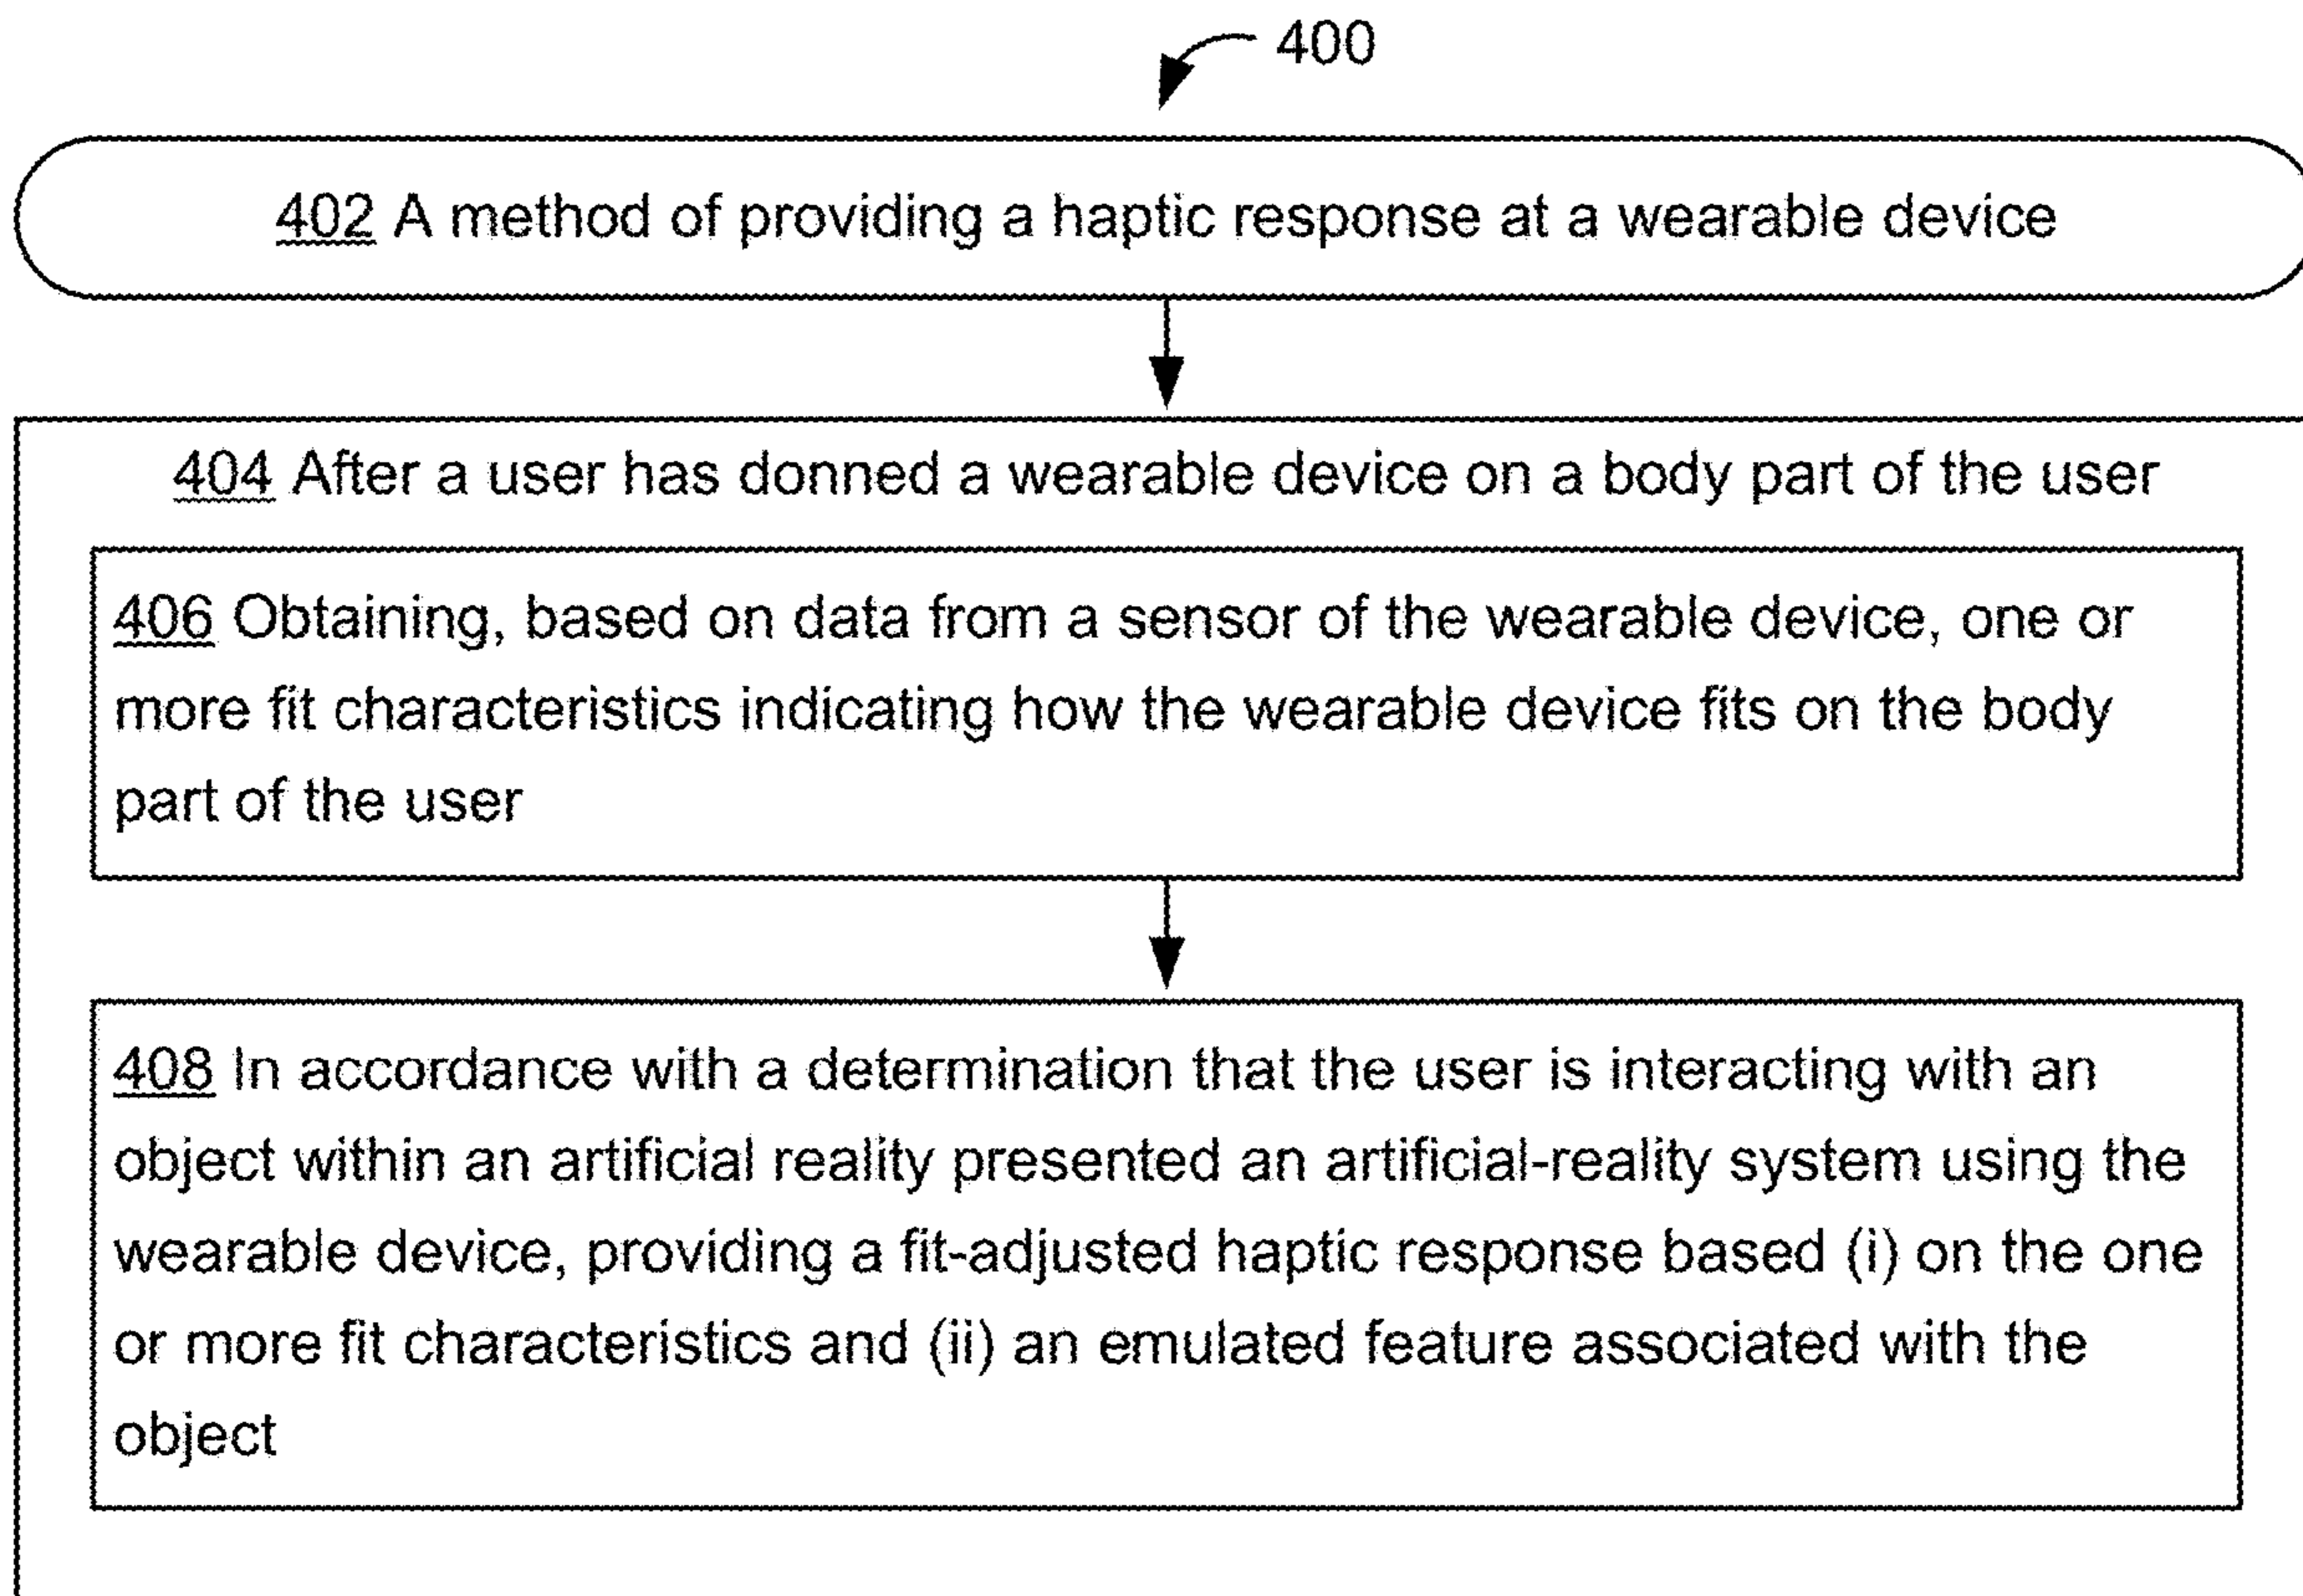 400
402 A method of providing a haptic response at a wearable device
404 After a user has donned a wearable device on a body part of the user
406 Obtaining, based on data from a sensor of the wearable device, one or
more fit characteristics indicating how the wearable device fits on the body
part of the user
408 In accordance with a determination that the user is interacting with an
object within an artificial reality presented an artificial-reality system using the
wearable device, providing a fit-adjusted haptic response based (i) on the one
or more fit characteristics and (ii) an emulated feature associated with the
object